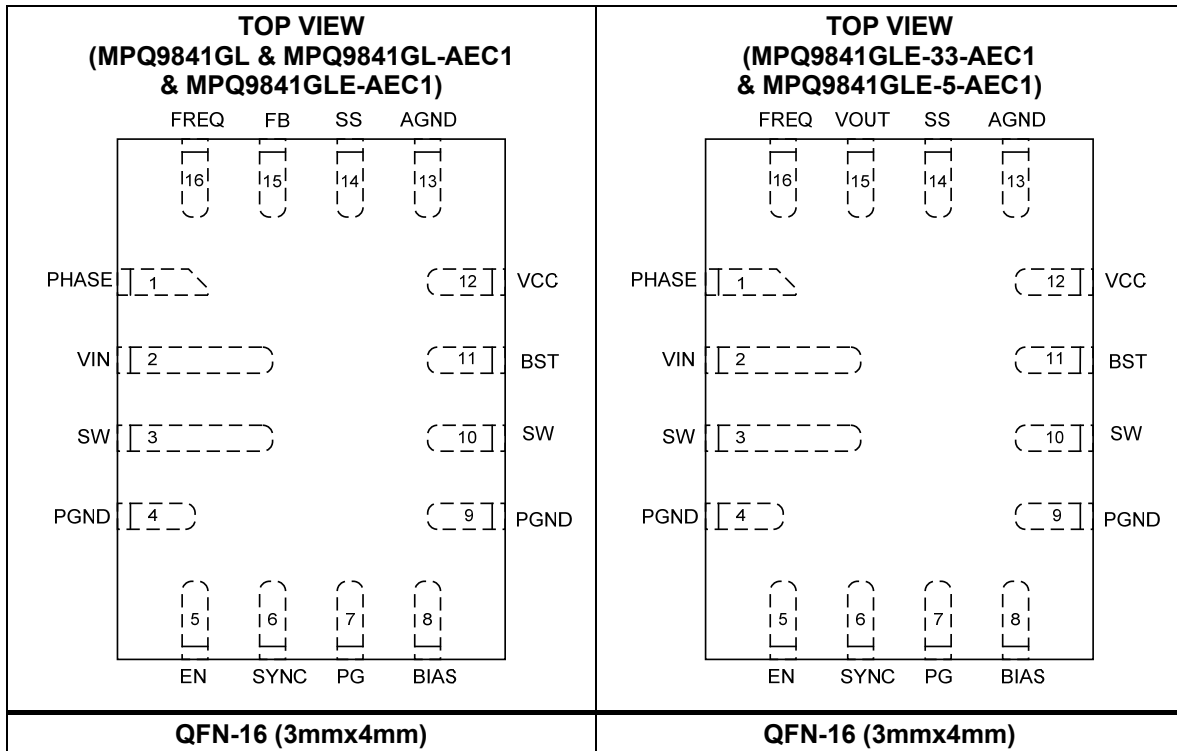 TOP VIEW
(MPQ9841GL & MPQ9841GL-AEC1
& MPQ9841GLE-AEC1)
FREQ FB SS AGND
16 15 14 13
PHASE 1 12 VCC
VIN 2 11 BST
SW 3 10 SW
PGND 4 9 PGND
5 6 7 8
EN SYNC PG BIAS
QFN-16 (3mmx4mm)
TOP VIEW
(MPQ9841GLE-33-AEC1
& MPQ9841GLE-5-AEC1)
FREQ VOUT SS AGND
16 15 14 13
PHASE 1 12 VCC
VIN 2 11 BST
SW 3 10 SW
PGND 4 9 PGND
5 6 7 8
EN SYNC PG BIAS
QFN-16 (3mmx4mm)